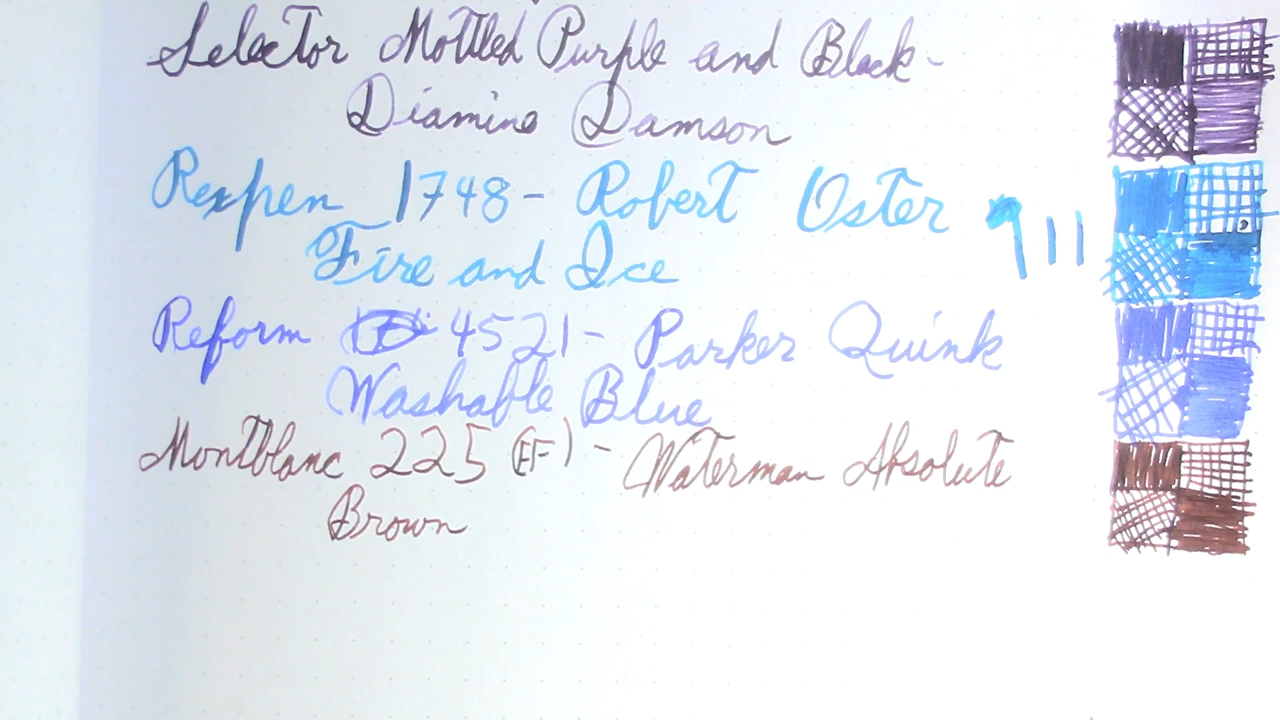 Selector Mottled Purple and Black-
Diamine Damson
Rexpen 1748- Robert Oster
Fire and Ice
Reform 4521- Parker Quink
Washable Blue
Montblanc 225 (EF)- Waterman Absolute
Brown